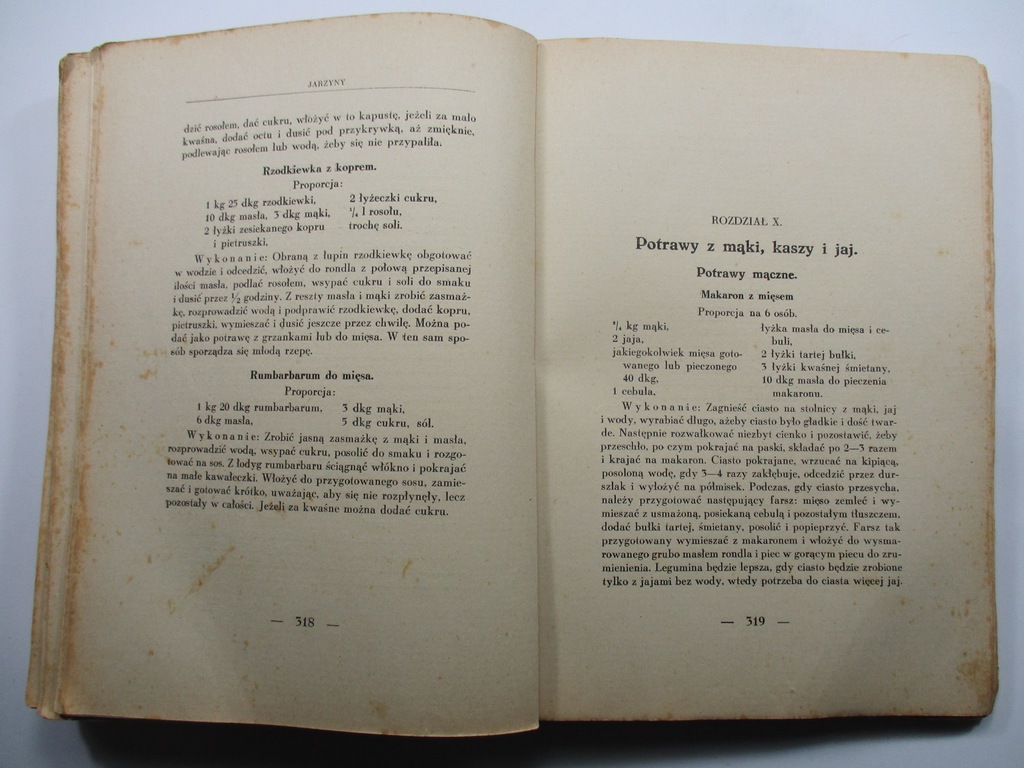 JARZYNY
dzić rosołem, dać cukru, włożyć w to kapustę, jeżeli za mało
kwaśna, dodać octu i dusić pod przykrywką, aż zmięknie,
podlewając rosołem lub wodą, żeby się nie przypaliła.
Rzodkiewka z koprem.
Proporcja:
1 kg 25 dkg rzodkiewki,
10 dkg masła, 3 dkg mąki,
2 łyżki zesiekanego kopru
i pietruszki,
2 łyżeczki cukru,
¼ l rosołu,
trochę soli.
Wykonanie: Obraną z łupin rzodkiewkę obgotować
w wodzie i odcedzić, włożyć do rondla z połową przepisanej
ilości masła, podlać rosołem, wsypać cukru i soli do smaku
i dusić przez ½ godziny. Z reszty masła i mąki zrobić zasmaż-
kę, rozprowadzić wodą i podprawić rzodkiewkę, dodać kopru,
pietruszki, wymieszać i dusić jeszcze przez chwilę. Można po-
dać jako potrawę z grzankami lub do mięsa. W ten sam spo-
sób sporządza się młodą rzepę.
Rumbarbarum do mięsa.
Proporcja:
1 kg 20 dkg rumbarbarum,
6 dkg masła,
3 dkg mąki,
5 dkg cukru, sól.
Wykonanie: Zrobić jasną zasmażkę z mąki i masła,
rozprowadzić wodą, wsypać cukru, posolić do smaku i rozgo-
tować na sos. Z łodyg rumbarbaru ściągnąć włókno i pokrajać
na małe kawałeczki. Włożyć do przygotowanego sosu, zamie-
szać i gotować krótko, uważając, aby się nie rozpłynęły, lecz
pozostały w całości. Jeżeli za kwaśne można dodać cukru.
— 318 —
ROZDZIAŁ X.
Potrawy z mąki, kaszy i jaj.
Potrawy mączne.
Makaron z mięsem
Proporcja na 6 osób.
¾ kg mąki,
2 jaja,
jakiegokolwiek mięsa goto-
wanego lub pieczonego
40 dkg,
1 cebula,
łyżka masła do mięsa i ce-
buli,
2 łyżki tartej bułki,
3 łyżki kwaśnej śmietany,
10 dkg masła do pieczenia
makaronu.
Wykonanie: Zagnieść ciasto na stolnicy z mąki, jaj
i wody, wyrabiać długo, ażeby ciasto było gładkie i dość twar-
de. Następnie rozwałkować niezbyt cienko i pozostawić, żeby
przeschło, po czym pokrajać na paski, składać po 2—3 razem
i krajać na makaron. Ciasto pokrajane, wrzucać na kipiącą,
posoloną wodę, gdy 3—4 razy zakłębuje, odcedzić przez dur-
szlak i wyłożyć na półmisek. Podczas, gdy ciasto przesycha,
należy przygotować następujący farsz: mięso zemleć i wy-
mieszać z usmażoną, posiekaną cebulą i pozostałym tłuszczem,
dodać bułki tartej, śmietany, posolić i popieprzyć. Farsz tak
przygotowany wymieszać z makaronem i włożyć do wysma-
rowanego grubo masłem rondla i piec w gorącym piecu do zru-
mienienia. Legumina będzie lepsza, gdy ciasto będzie zrobione
tylko z jajami bez wody, wtedy potrzeba do ciasta więcej jaj.
— 319 —